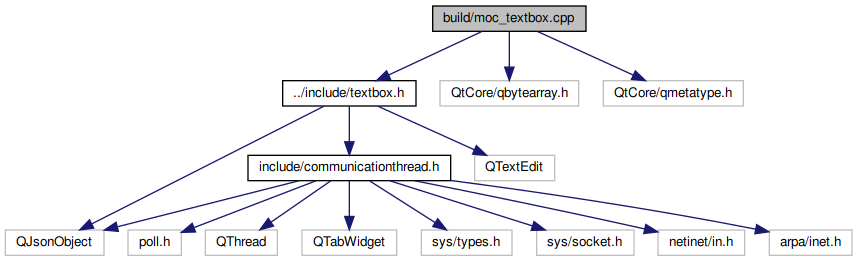 build/moc_textbox.cpp
../include/textbox.h
QtCore/qbytearray.h
QtCore/qmetatype.h
include/communicationthread.h
QTextEdit
QJsonObject
poll.h
QThread
QTabWidget
sys/types.h
sys/socket.h
netinet/in.h
arpa/inet.h